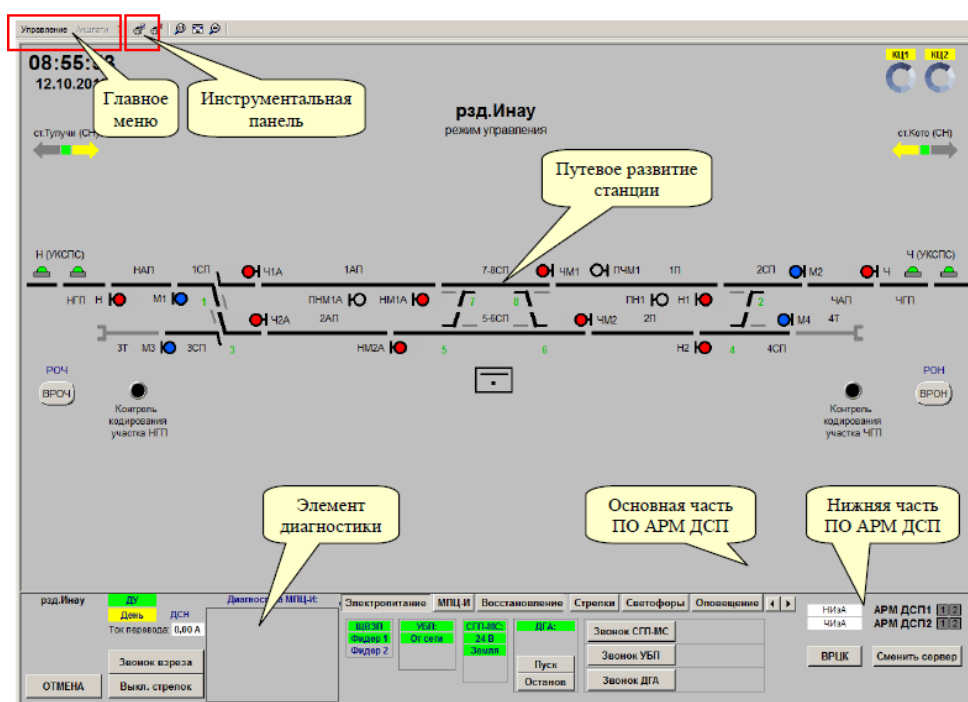 Управление
08:55:
12.10.20
Главное
меню
Инструментальная
панель
КЦ1 КЦ2
рзд.Инау
режим управления
ст.Тупучи (СН)
ст.Кото (СН)
Путевое развитие
станции
Н (УКСПС)
Ч (УКСПС)
НАП 1СП Ч1А 1АП 7-8СП ЧМ1 ПЧМ1 1П 2СП М2 Ч
НГП Н М1 1 ПНМ1А НМ1А 7 8 ПН1 Н1 2 ЧАП ЧГП
Ч2А 2АП 5-6СП ЧМ2 2П М4 4Т
3Т М3 3СП 3 НМ2А 5 6 Н2 4 4СП
РОЧ
РОН
ВРОЧ
ВРОН
Контроль
кодирования
участка НГП
Контроль
кодирования
участка ЧГП
Элемент
диагностики
Основная часть
ПО АРМ ДСП
Нижняя часть
ПО АРМ ДСП
рзд.Инау
ДУ
День ДСН
Ток перевода: 0,00 А
Звонок взреза
ОТМЕНА
Выкл. стрелок
МПЦ-И:
Электропитание МПЦ-И Восстановление Стрелки Светофоры Оповещение
ЩВЗП
Фидер 1
Фидер 2
УБП:
От сети
СГП-МС:
24 В
Земля
ДГА:
Пуск
Останов
Звонок СГП-МС
Звонок УБП
Звонок ДГА
НИзА
ЧИзА
АРМ ДСП1 1 2
АРМ ДСП2 1 2
ВРЦК
Сменить сервер